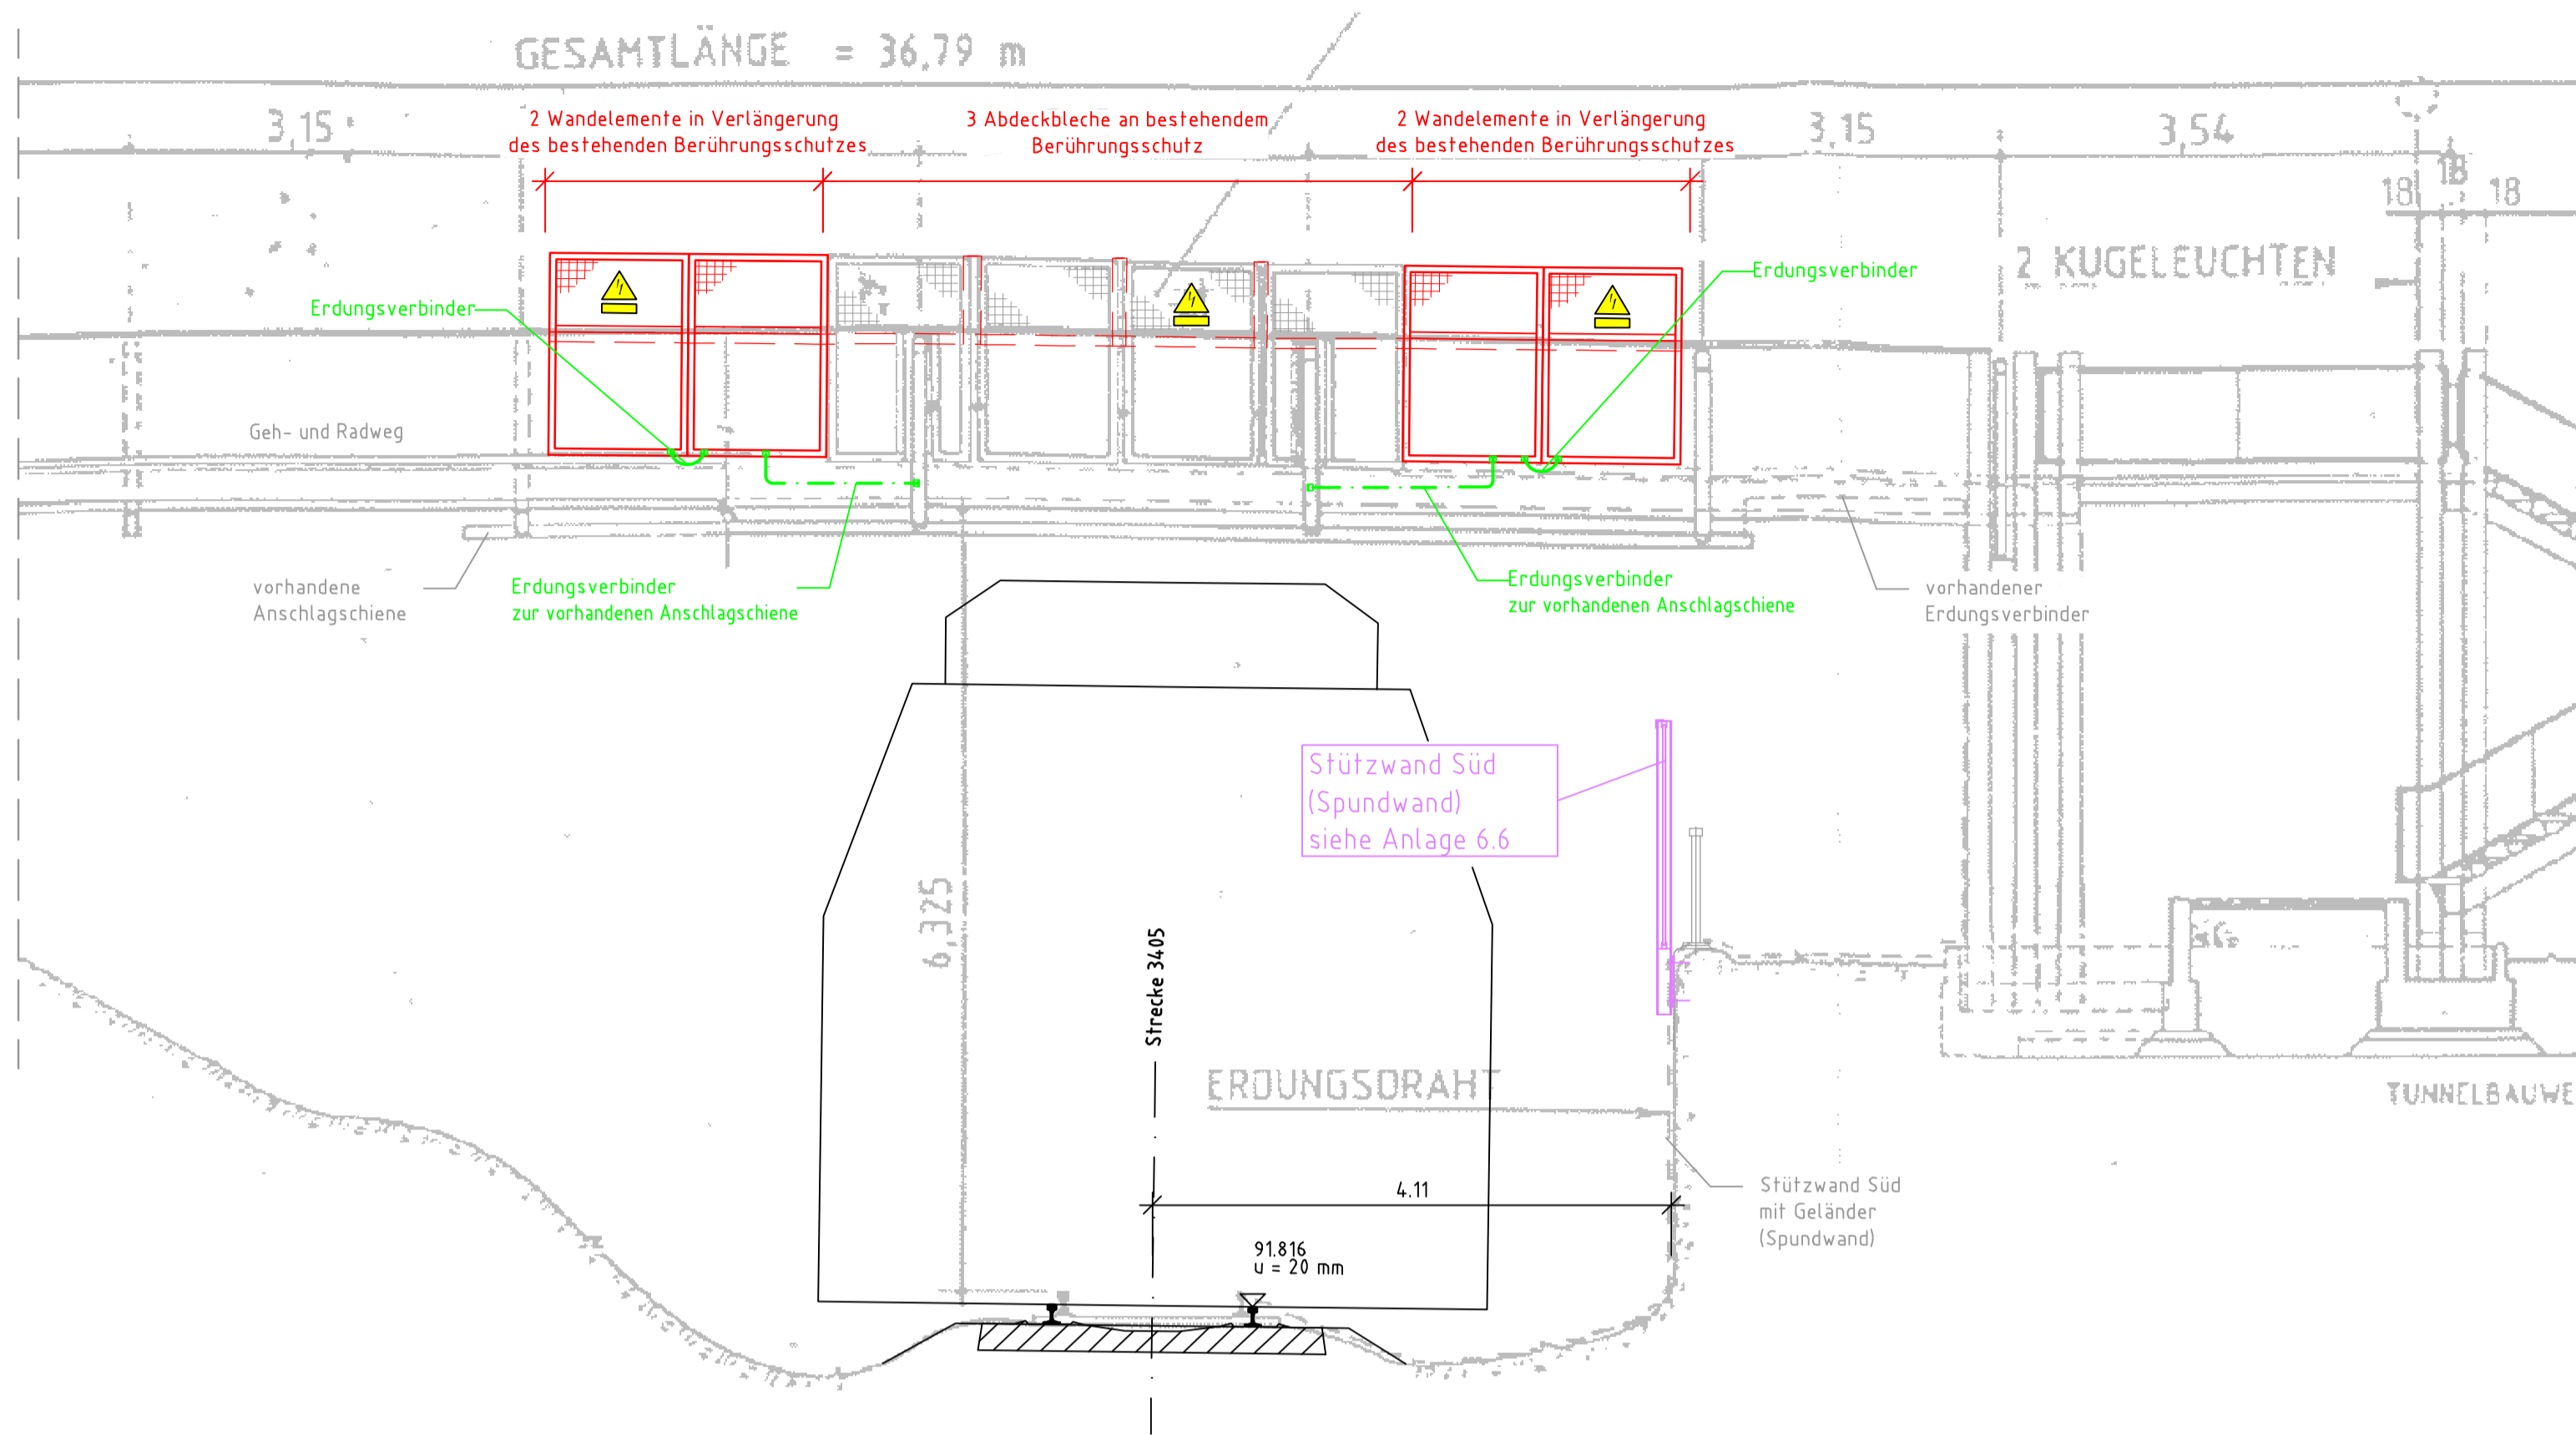 GESAMTLÄNGE = 36,79 m
3,15
2 Wandelemente in Verlängerung
des bestehenden Berührungsschutzes
3 Abdeckbleche an bestehendem
Berührungsschutz
2 Wandelemente in Verlängerung
des bestehenden Berührungsschutzes
3,15
3,54
18
18
18
2 KUGELEUCHTEN
Erdungsverbinder
Erdungsverbinder
Geh- und Radweg
vorhandene
Anschlagschiene
Erdungsverbinder
zur vorhandenen Anschlagschiene
Erdungsverbinder
zur vorhandenen Anschlagschiene
vorhandener
Erdungsverbinder
Stützwand Süd
(Spundwand)
siehe Anlage 6.6
6,325
Strecke 3405
ERDUNGSDRAHT
TUNNELBAUWE
4.11
Stützwand Süd
mit Geländer
(Spundwand)
91.816
u = 20 mm